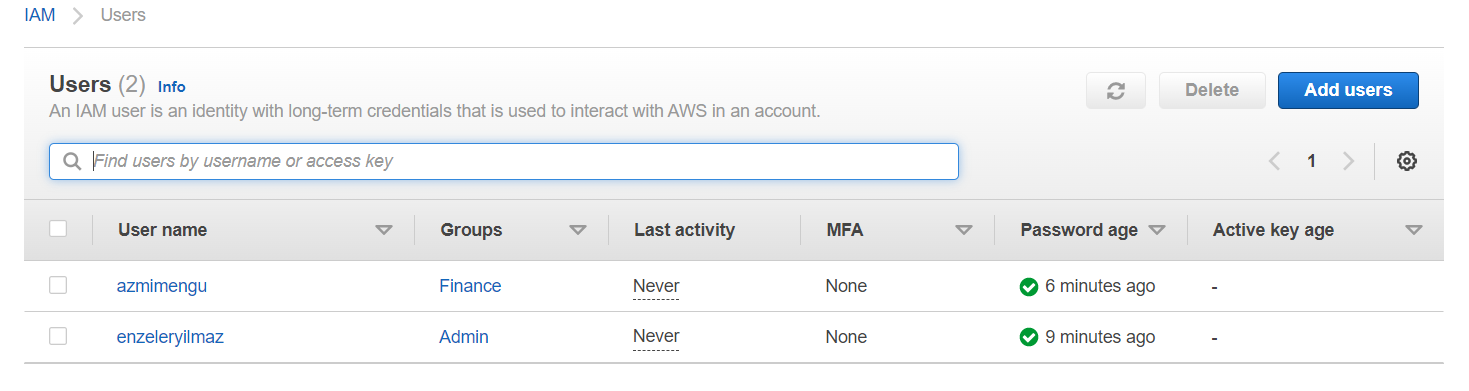 IAM > Users
Users (2) Info
An IAM user is an identity with long-term credentials that is used to interact with AWS in an account.
Delete
Add users
Find users by username or access key
1
User name Groups Last activity MFA Password age Active key age
azmimengu Finance Never None 6 minutes ago -
enzeleryilmaz Admin Never None 9 minutes ago -